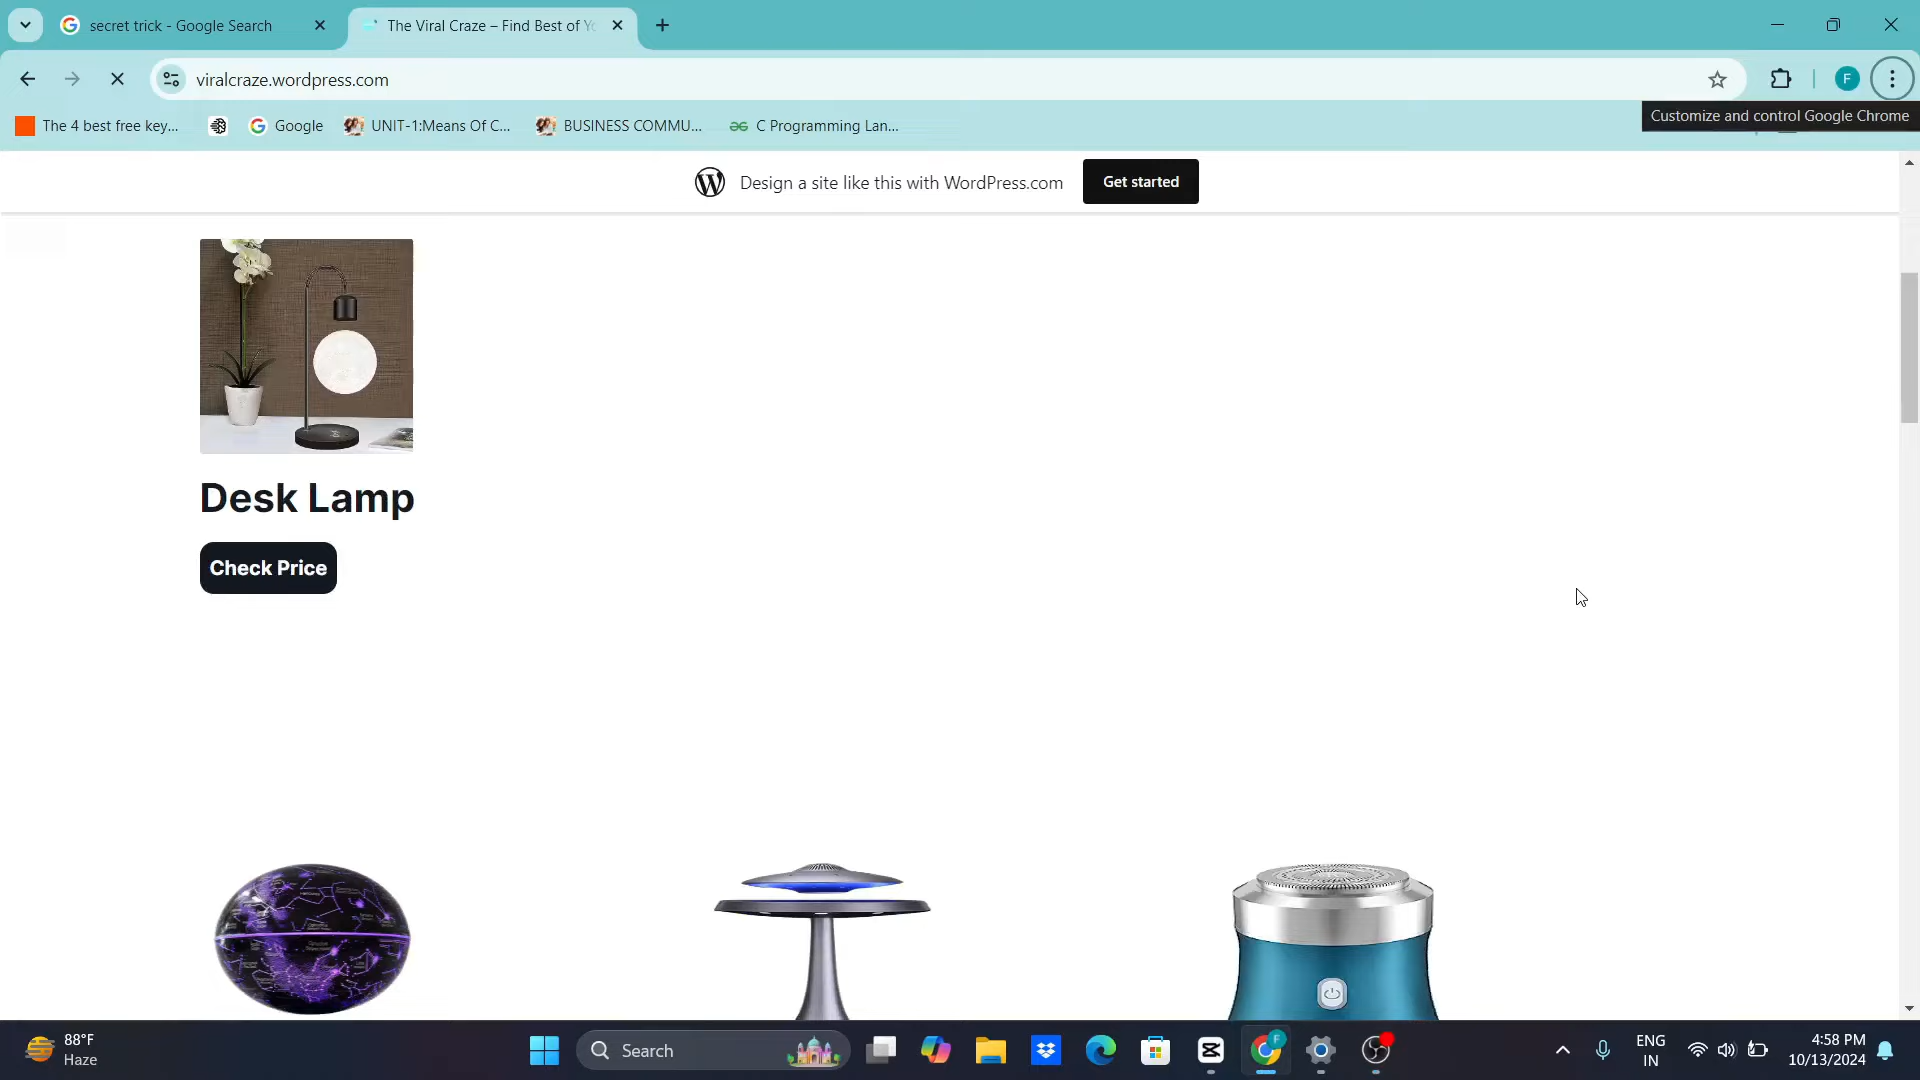 secret trick - Google Search
The Viral Craze – Find Best of Yo
viralcraze.wordpress.com
F
The 4 best free key...
Google
UNIT-1:Means Of C...
BUSINESS COMMU...
C Programming Lan...
Customize and control Google Chrome
Design a site like this with WordPress.com
Get started
Desk Lamp
Check Price
88°F
Haze
Search
F
ENG
IN
4:58 PM
10/13/2024